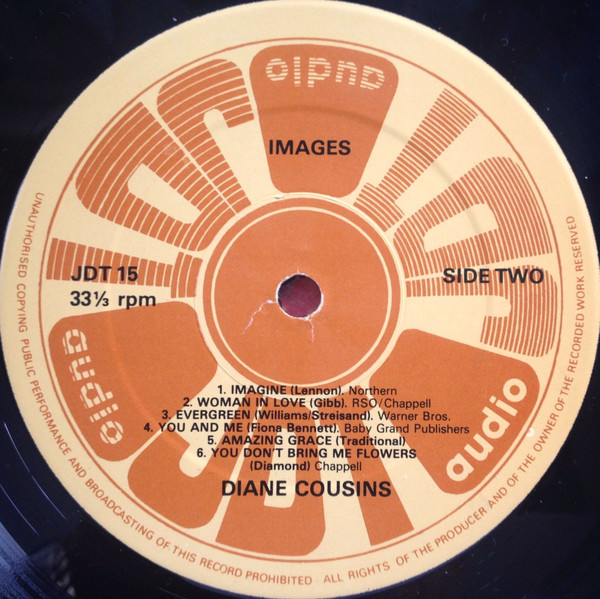 audio
IMAGES
JDT 15
33⅓ rpm
SIDE TWO
1. IMAGINE (Lennon). Northern
2. WOMAN IN LOVE (Gibb). RSO/Chappell
3. EVERGREEN (Williams/Streisand). Warner Bros.
4. YOU AND ME (Fiona Bennett). Baby Grand Publishers
5. AMAZING GRACE (Traditional)
6. YOU DON'T BRING ME FLOWERS
(Diamond) Chappell
DIANE COUSINS
audio
audio
UNAUTHORISED COPYING PUBLIC PERFORMANCE AND BROADCASTING OF THIS RECORD PROHIBITED ALL RIGHTS OF THE PRODUCER AND OF THE OWNER OF THE RECORDED WORK RESERVED